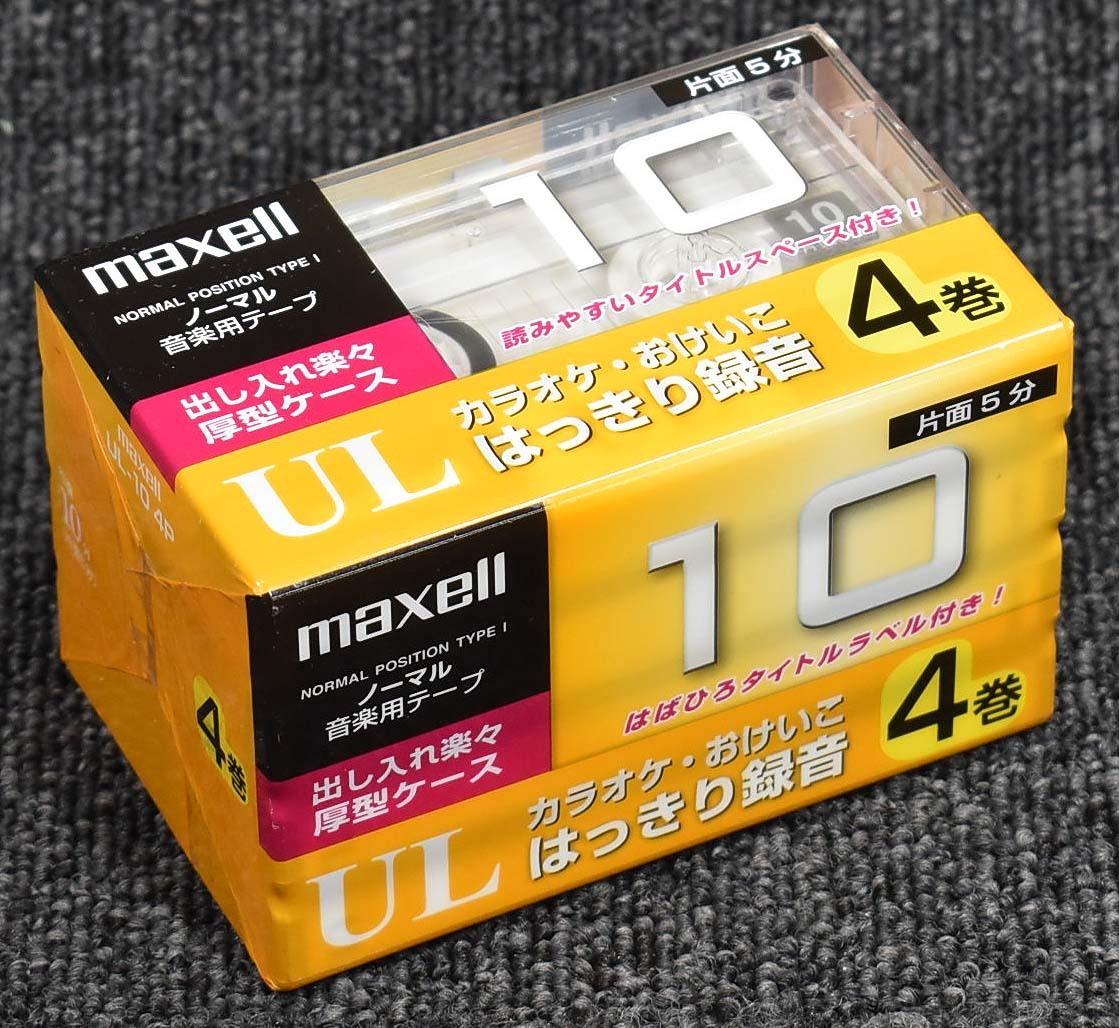 片面5分
10
10
maxell
NORMAL POSITION TYPE I
ノーマル
音楽用テープ
読みやすいタイトルスペース付き!
出し入れ楽々
厚型ケース
4巻
UL
カラオケ・おけいこ
はっきり録音
maxell
UL-10 4P
10分
4巻
片面5分
10
maxell
NORMAL POSITION TYPE I
ノーマル
音楽用テープ
はばひろタイトルラベル付き!
出し入れ楽々
厚型ケース
4巻
UL
カラオケ・おけいこ
はっきり録音